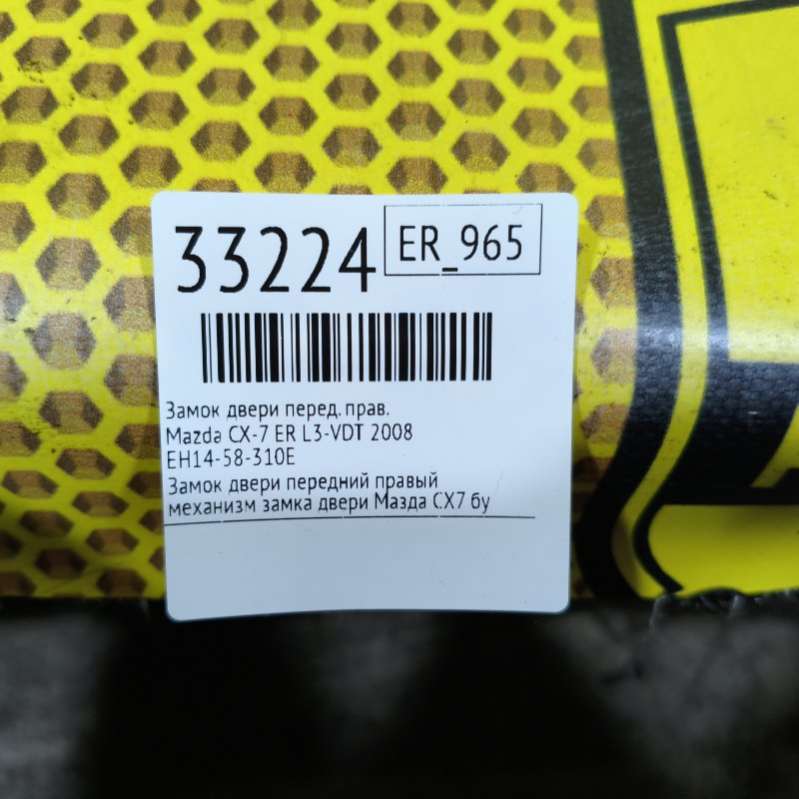 33224
ER_965
Замок двери перед. прав.
Mazda CX-7 ER L3-VDT 2008
EH14-58-310E
Замок двери передний правый
механизм замка двери Мазда СХ7 бу